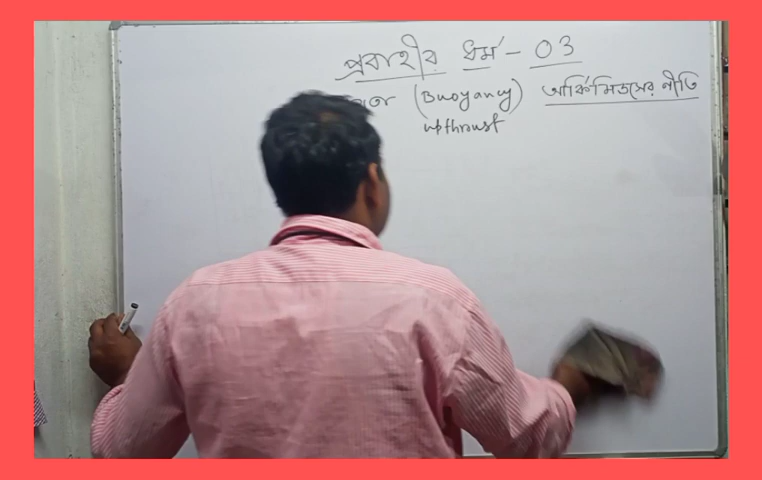 প্রবাহীর ধর্ম - 03
(Buoyancy) আর্কিমিডিসের নীতি
upthrust